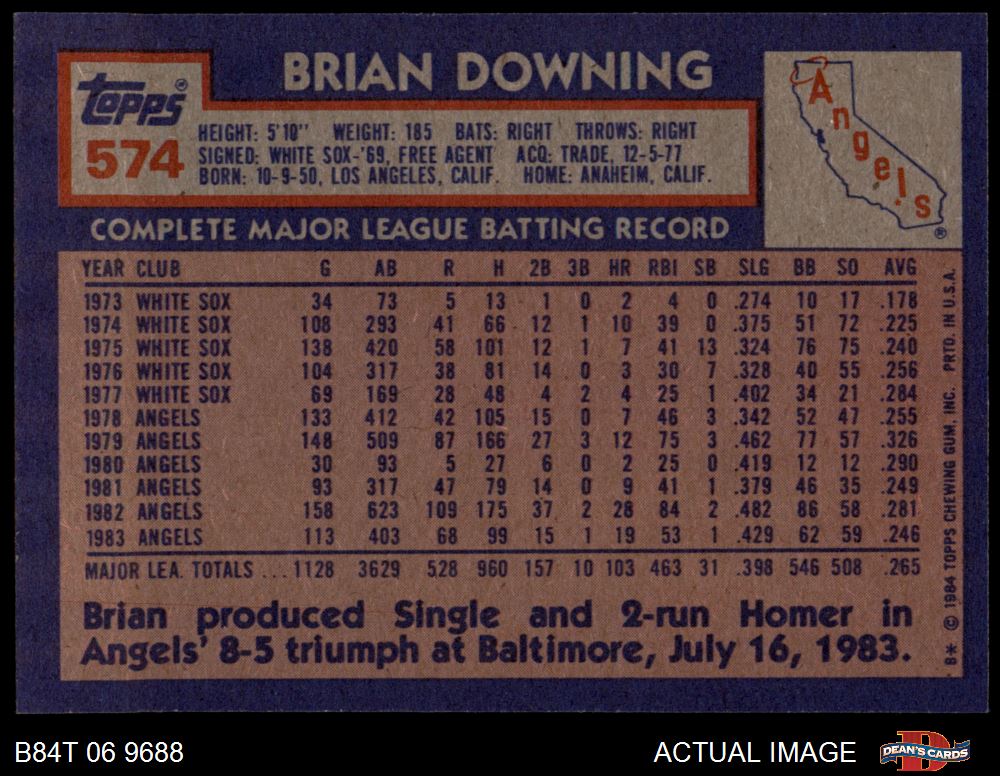 BRIAN DOWNING
Topps®
574
HEIGHT: 5'10" WEIGHT: 185 BATS: RIGHT THROWS: RIGHT
SIGNED: WHITE SOX-'69, FREE AGENT ACQ: TRADE, 12-5-77
BORN: 10-9-50, LOS ANGELES, CALIF. HOME: ANAHEIM, CALIF.
Angels®
COMPLETE MAJOR LEAGUE BATTING RECORD
YEAR CLUB G AB R H 2B 3B HR RBI SB SLG BB SO AVG
1973 WHITE SOX 34 73 5 13 1 0 2 4 0 .274 10 17 .178
1974 WHITE SOX 108 293 41 66 12 1 10 39 0 .375 51 72 .225
1975 WHITE SOX 138 420 58 101 12 1 7 41 13 .324 76 75 .240
1976 WHITE SOX 104 317 38 81 14 0 3 30 7 .328 40 55 .256
1977 WHITE SOX 69 169 28 48 4 2 4 25 1 .402 34 21 .284
1978 ANGELS 133 412 42 105 15 0 7 46 3 .342 52 47 .255
1979 ANGELS 148 509 87 166 27 3 12 75 3 .462 77 57 .326
1980 ANGELS 30 93 5 27 6 0 2 25 0 .419 12 12 .290
1981 ANGELS 93 317 47 79 14 0 9 41 1 .379 46 35 .249
1982 ANGELS 158 623 109 175 37 2 28 84 2 .482 86 58 .281
1983 ANGELS 113 403 68 99 15 1 19 53 1 .429 62 59 .246
MAJOR LEA. TOTALS ... 1128 3629 528 960 157 10 103 463 31 .398 546 508 .265
Brian produced Single and 2-run Homer in
Angels' 8-5 triumph at Baltimore, July 16, 1983.
B* © 1984 TOPPS CHEWING GUM, INC. PRTD. IN U.S.A.
B84T 06 9688
ACTUAL IMAGE
D
DEAN'S CARDS